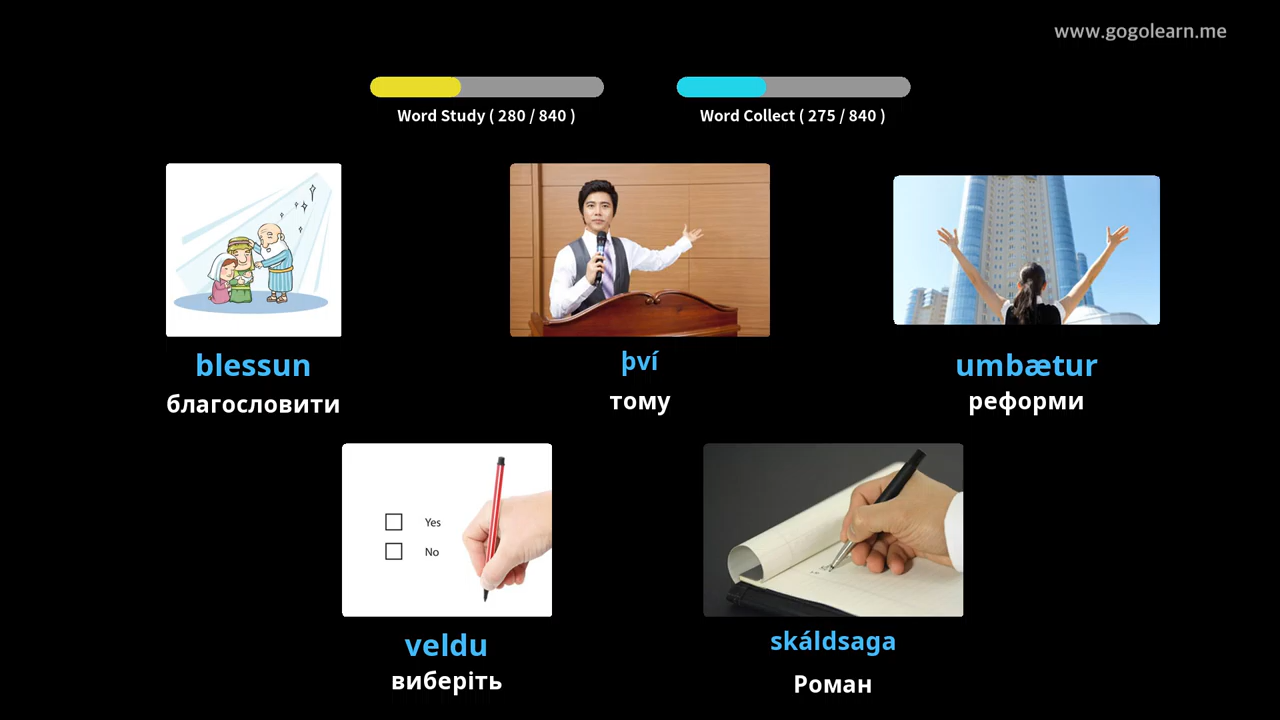 www.gogolearn.me
Word Study ( 280 / 840 )
Word Collect ( 275 / 840 )
blessun
благословити
því
тому
umbætur
реформи
Yes
No
veldu
виберіть
skáldsaga
Роман